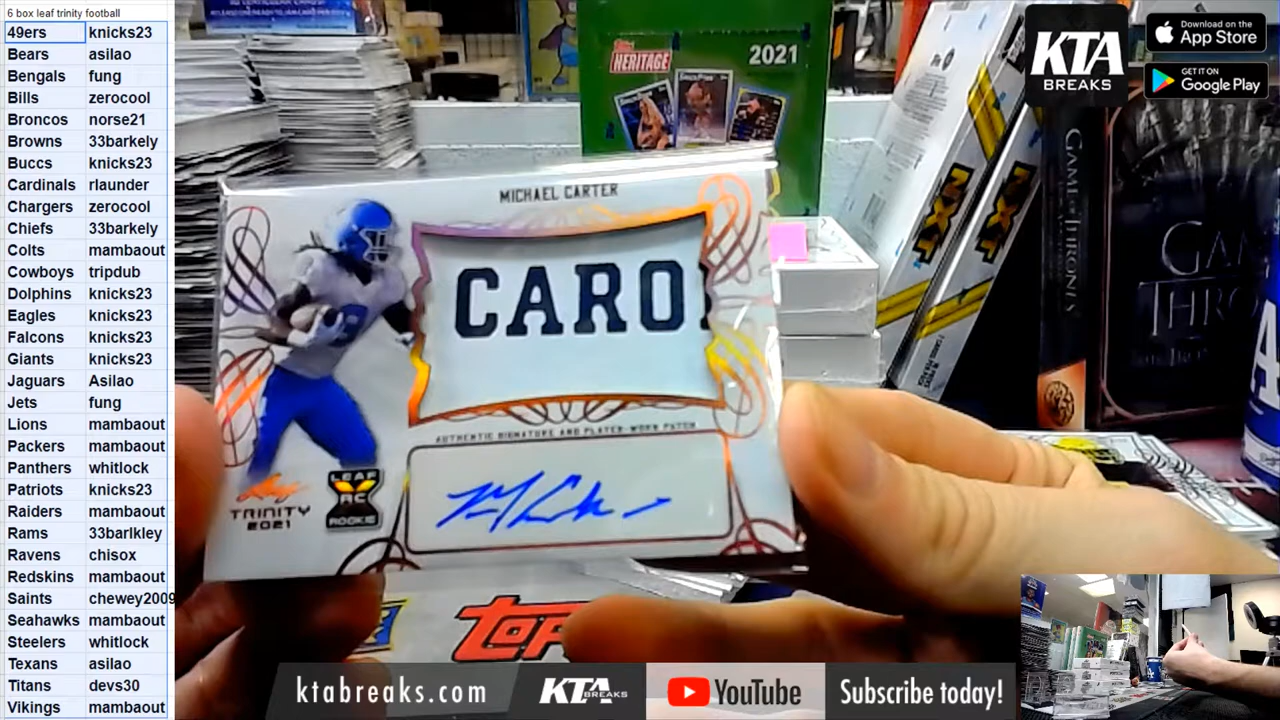 6 box leaf trinity football
49ers knicks23
Bears asilao
Bengals fung
Bills zerocool
Broncos norse21
Browns 33barkely
Buccs knicks23
Cardinals rlaunder
Chargers zerocool
Chiefs 33barkely
Colts mambaout
Cowboys tripdub
Dolphins knicks23
Eagles knicks23
Falcons knicks23
Giants knicks23
Jaguars Asilao
Jets fung
Lions mambaout
Packers mambaout
Panthers whitlock
Patriots knicks23
Raiders mambaout
Rams 33barlkley
Ravens chisox
Redskins mambaout
Saints chewey2009
Seahawks mambaout
Steelers whitlock
Texans asilao
Titans devs30
Vikings mambaout
Topps
HERITAGE
2021
KTA
BREAKS
Download on the
App Store
GET IT ON
Google Play
NXT
NXT
GAME OF THRONES
MICHAEL CARTER
CARO
AUTHENTIC SIGNATURE AND PLAYER-WORN PATCH
Leaf
TRINITY
2021
LEAF
RC
ROOKIE
ktabreaks.com
KTA
BREAKS
YouTube
Subscribe today!